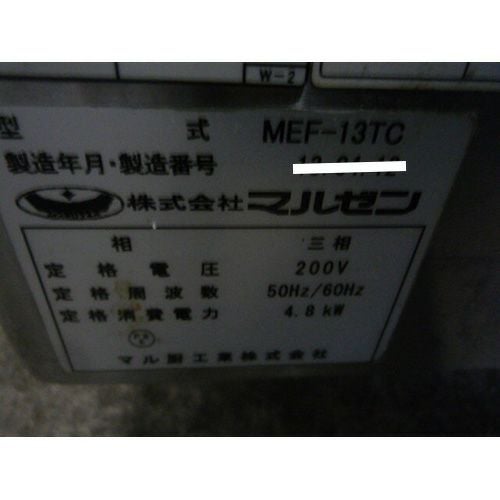 W-2
型式 MEF-13TC
製造年月・製造番号
株式会社マルゼン
相 三相
定格電圧 200V
定格周波数 50Hz/60Hz
定格消費電力 4.8kW
マル厨工業株式会社